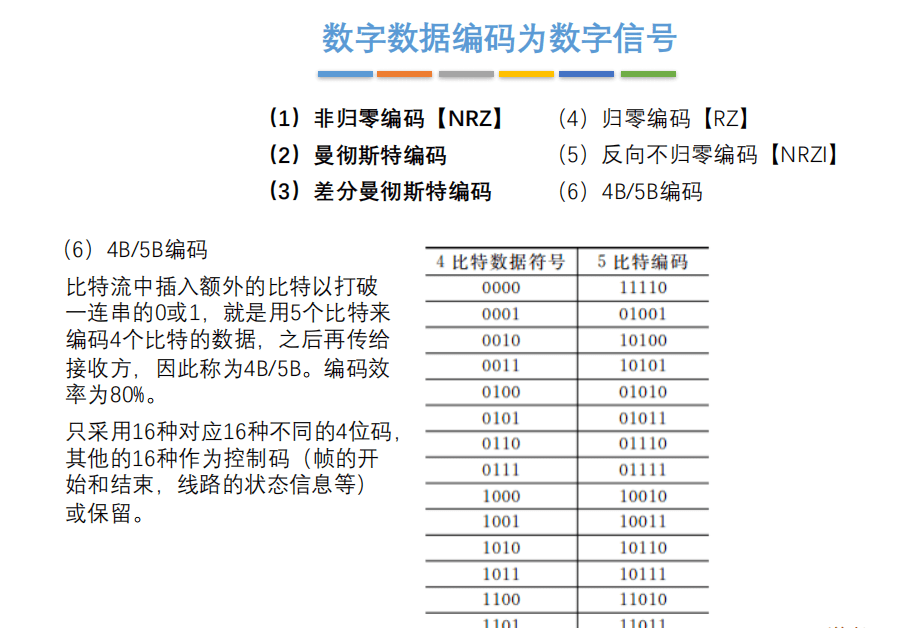 数字数据编码为数字信号
(1) 非归零编码【NRZ】 (4) 归零编码【RZ】
(2) 曼彻斯特编码 (5) 反向不归零编码【NRZI】
(3) 差分曼彻斯特编码 (6) 4B/5B编码
(6) 4B/5B编码
比特流中插入额外的比特以打破
一连串的0或1，就是用5个比特来
编码4个比特的数据，之后再传给
接收方，因此称为4B/5B。编码效
率为80%。
只采用16种对应16种不同的4位码，
其他的16种作为控制码（帧的开
始和结束，线路的状态信息等）
或保留。
4 比特数据符号 5 比特编码
0000 11110
0001 01001
0010 10100
0011 10101
0100 01010
0101 01011
0110 01110
0111 01111
1000 10010
1001 10011
1010 10110
1011 10111
1100 11010
1101 11011